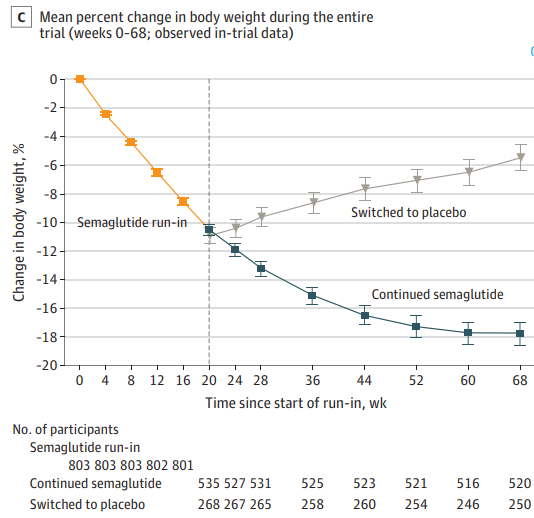 C Mean percent change in body weight during the entire
trial (weeks 0-68; observed in-trial data)
Change in body weight, %
0
-2
-4
-6
-8
-10
-12
-14
-16
-18
-20
Semaglutide run-in
Switched to placebo
Continued semaglutide
0 4 8 12 16 20 24 28 36 44 52 60 68
Time since start of run-in, wk
No. of participants
Semaglutide run-in
803 803 803 802 801
Continued semaglutide 535 527 531 525 523 521 516 520
Switched to placebo 268 267 265 258 260 254 246 250